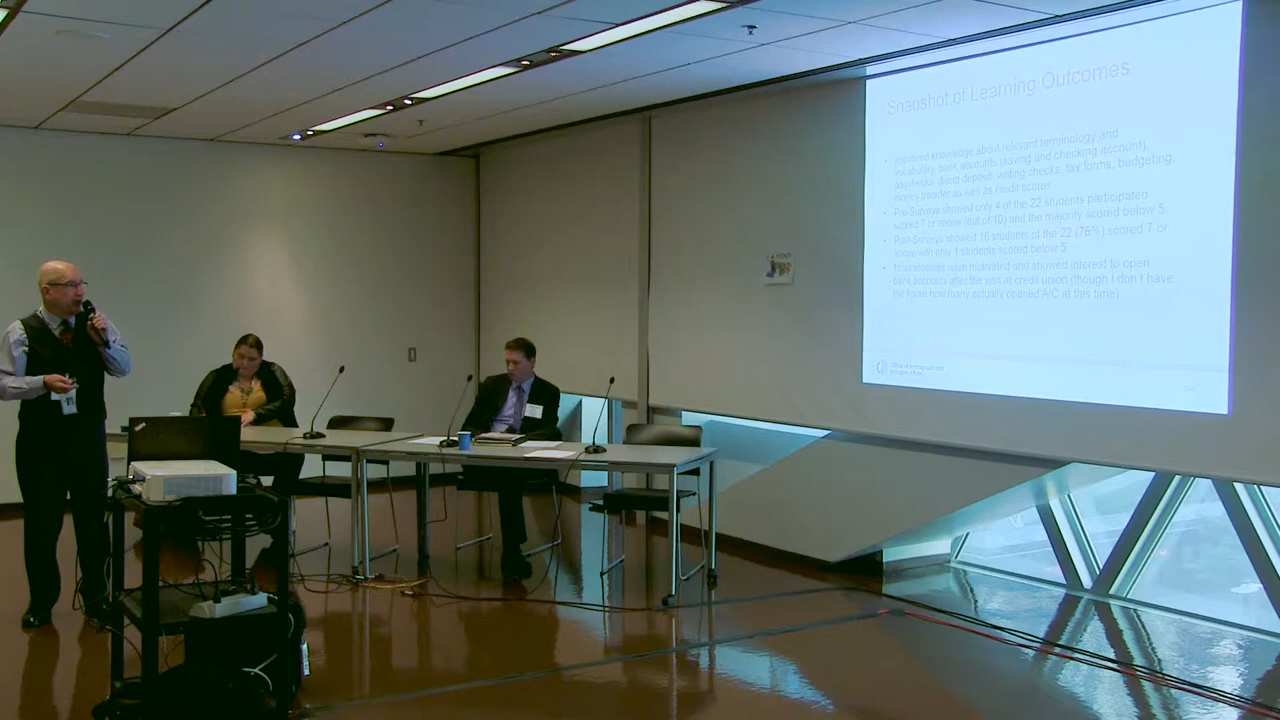 Snapshot of Learning Outcomes
• Improved knowledge about relevant terminology and
vocabulary, bank accounts (saving and checking account),
paychecks, direct deposit, writing checks, tax forms, budgeting,
money transfer as well as credit scores
• Pre-Surveys showed only 4 of the 22 students participated
scored 7 or above (out of 10) and the majority scored below 5.
• Post-Surveys showed 16 students of the 22 (76%) scored 7 or
above with only 1 students scored below 5
• Most students were motivated and showed interest to open
bank accounts after the visit at credit union (though I don't have
the figure how many actually opened A/C at this time)